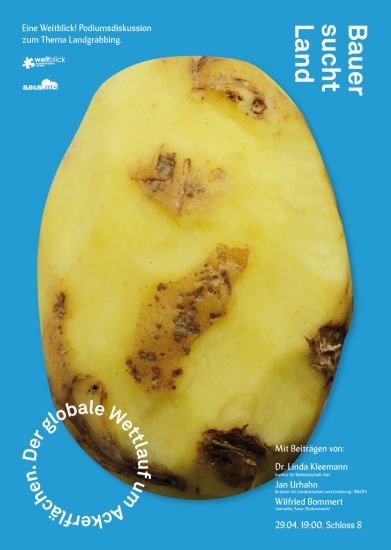 Eine Weitblick! Podiumsdiskussion
zum Thema Landgrabbing.
weitblick
asta.ms
Bauer
sucht
Land
Der globale Wettlauf um Ackerflächen.
Mit Beiträgen von:
Dr. Linda Kleemann
Institut für Weltwirtschaft Kiel
Jan Urhahn
Referent für Landwirtschaft und Ernährung/ INKOTA
Wilfried Bommert
Journalist, Autor (Bodenrausch)
29.04, 19:00, Schloss 8